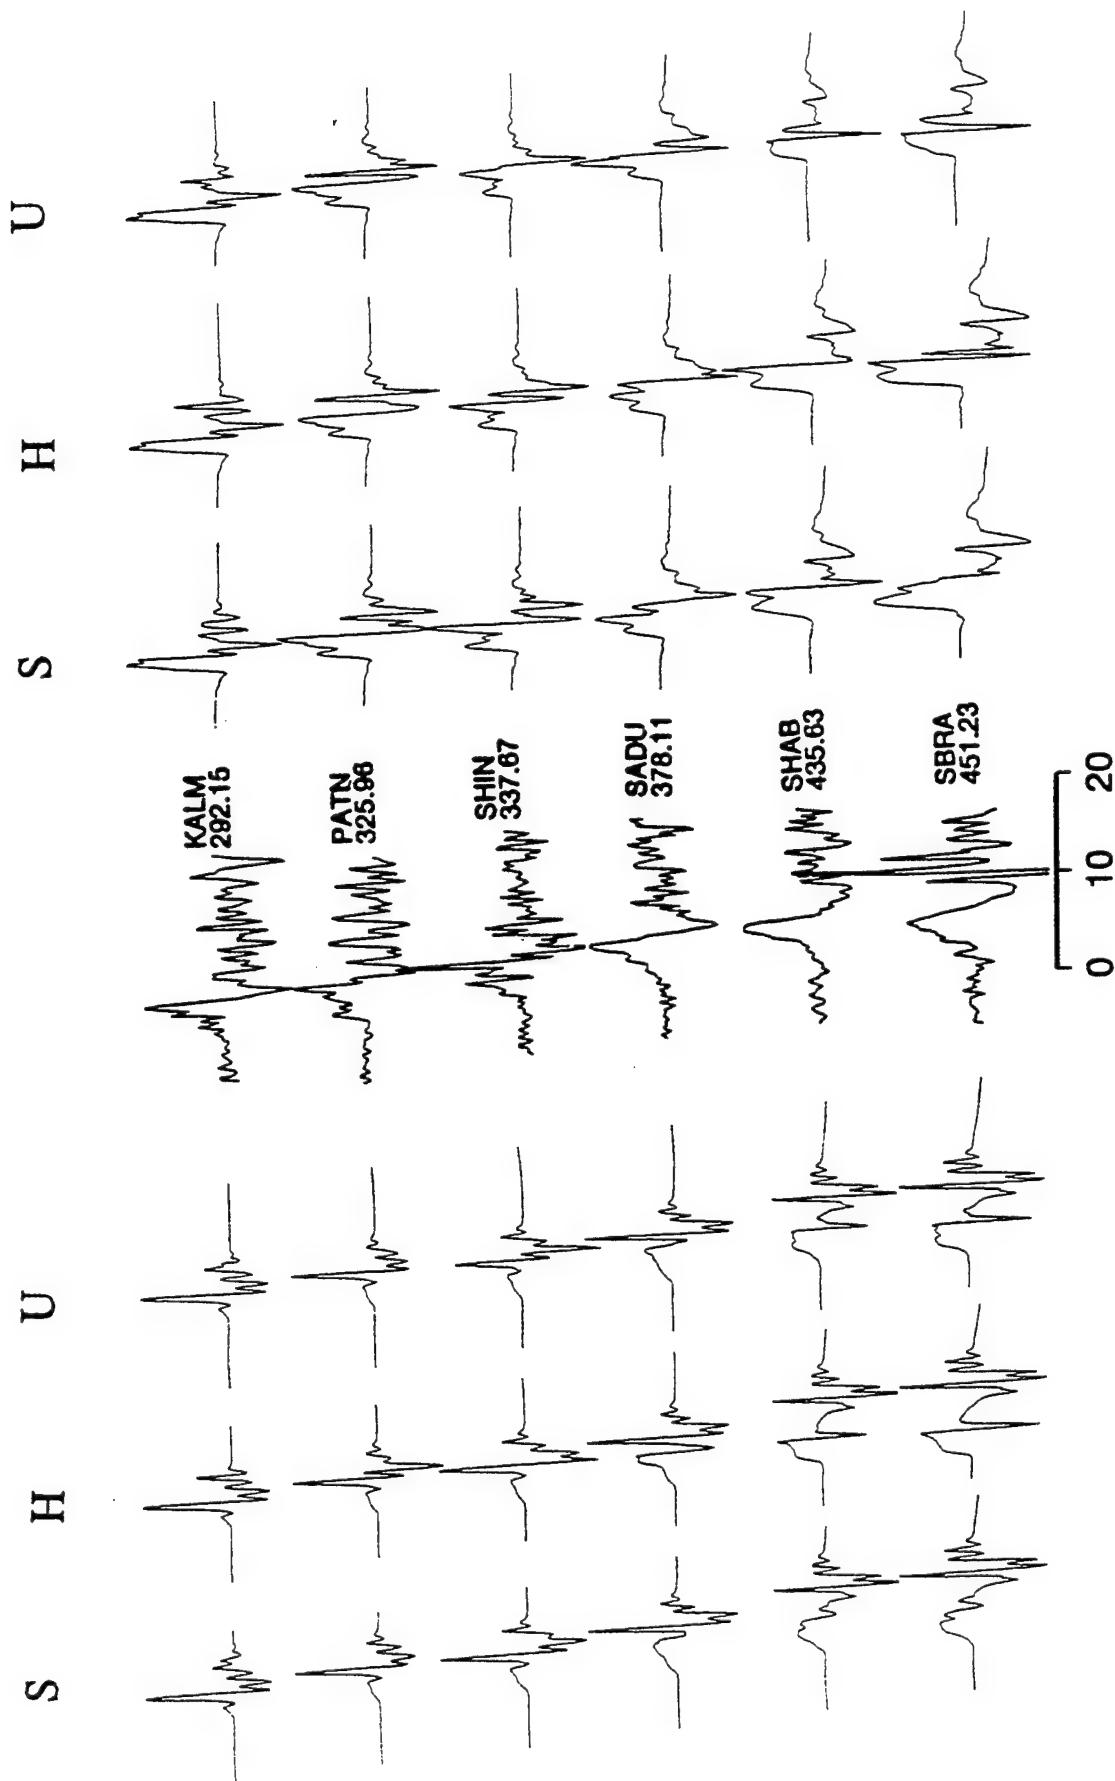 S H U
S H U
KALM
292.15
PATN
325.96
SHIN
337.67
SADU
378.11
SHAB
435.63
SBRA
451.23
0 10 20